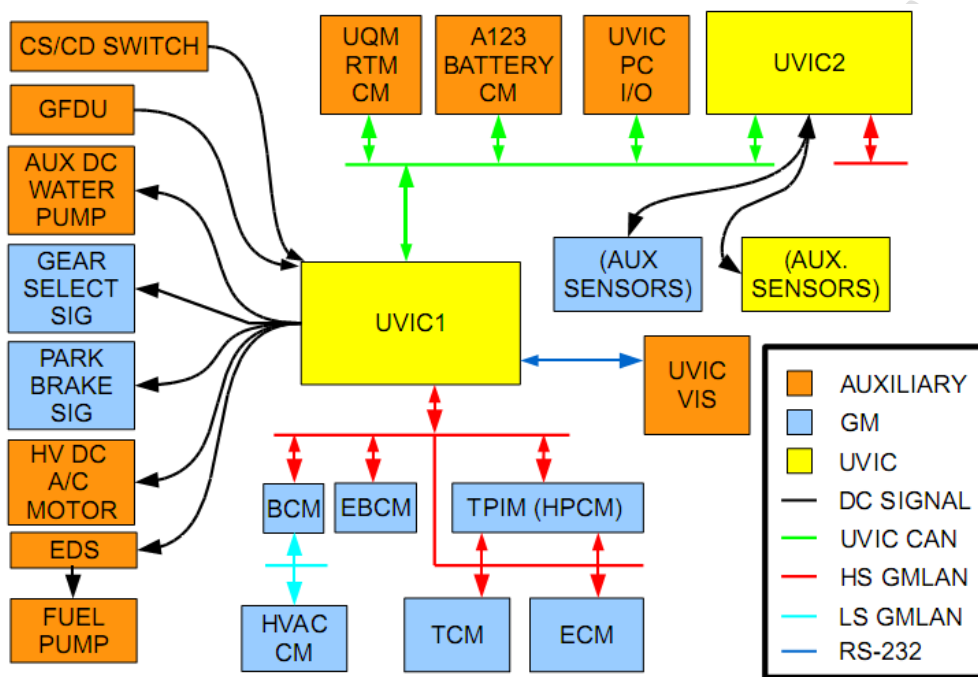 CS/CD SWITCH
GFDU
AUX DC
WATER
PUMP
GEAR
SELECT
SIG
PARK
BRAKE
SIG
HV DC
A/C
MOTOR
EDS
FUEL
PUMP
UQM
RTM
CM
A123
BATTERY
CM
UVIC
PC
I/O
UVIC2
(AUX
SENSORS)
(AUX.
SENSORS)
UVIC1
UVIC
VIS
BCM
EBCM
TPIM (HPCM)
HVAC
CM
TCM
ECM
AUXILIARY
GM
UVIC
DC SIGNAL
UVIC CAN
HS GMLAN
LS GMLAN
RS-232